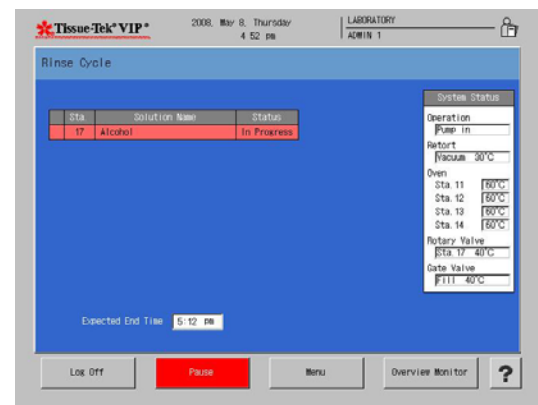 Tissue-Tek® VIP®
2008, May 8, Thursday
4 52 pm
LABORATORY
ADMIN 1
Rinse Cycle
Sta. Solution Name Status
17 Alcohol In Progress
System Status
Operation
Pump in
Retort
Vacuum 30°C
Oven
Sta. 11 60°C
Sta. 12 60°C
Sta. 13 60°C
Sta. 14 60°C
Rotary Valve
Sta. 17 40°C
Gate Valve
Fill 40°C
Expected End Time 5:12 pm
Log Off
Pause
Menu
Overview Monitor
?